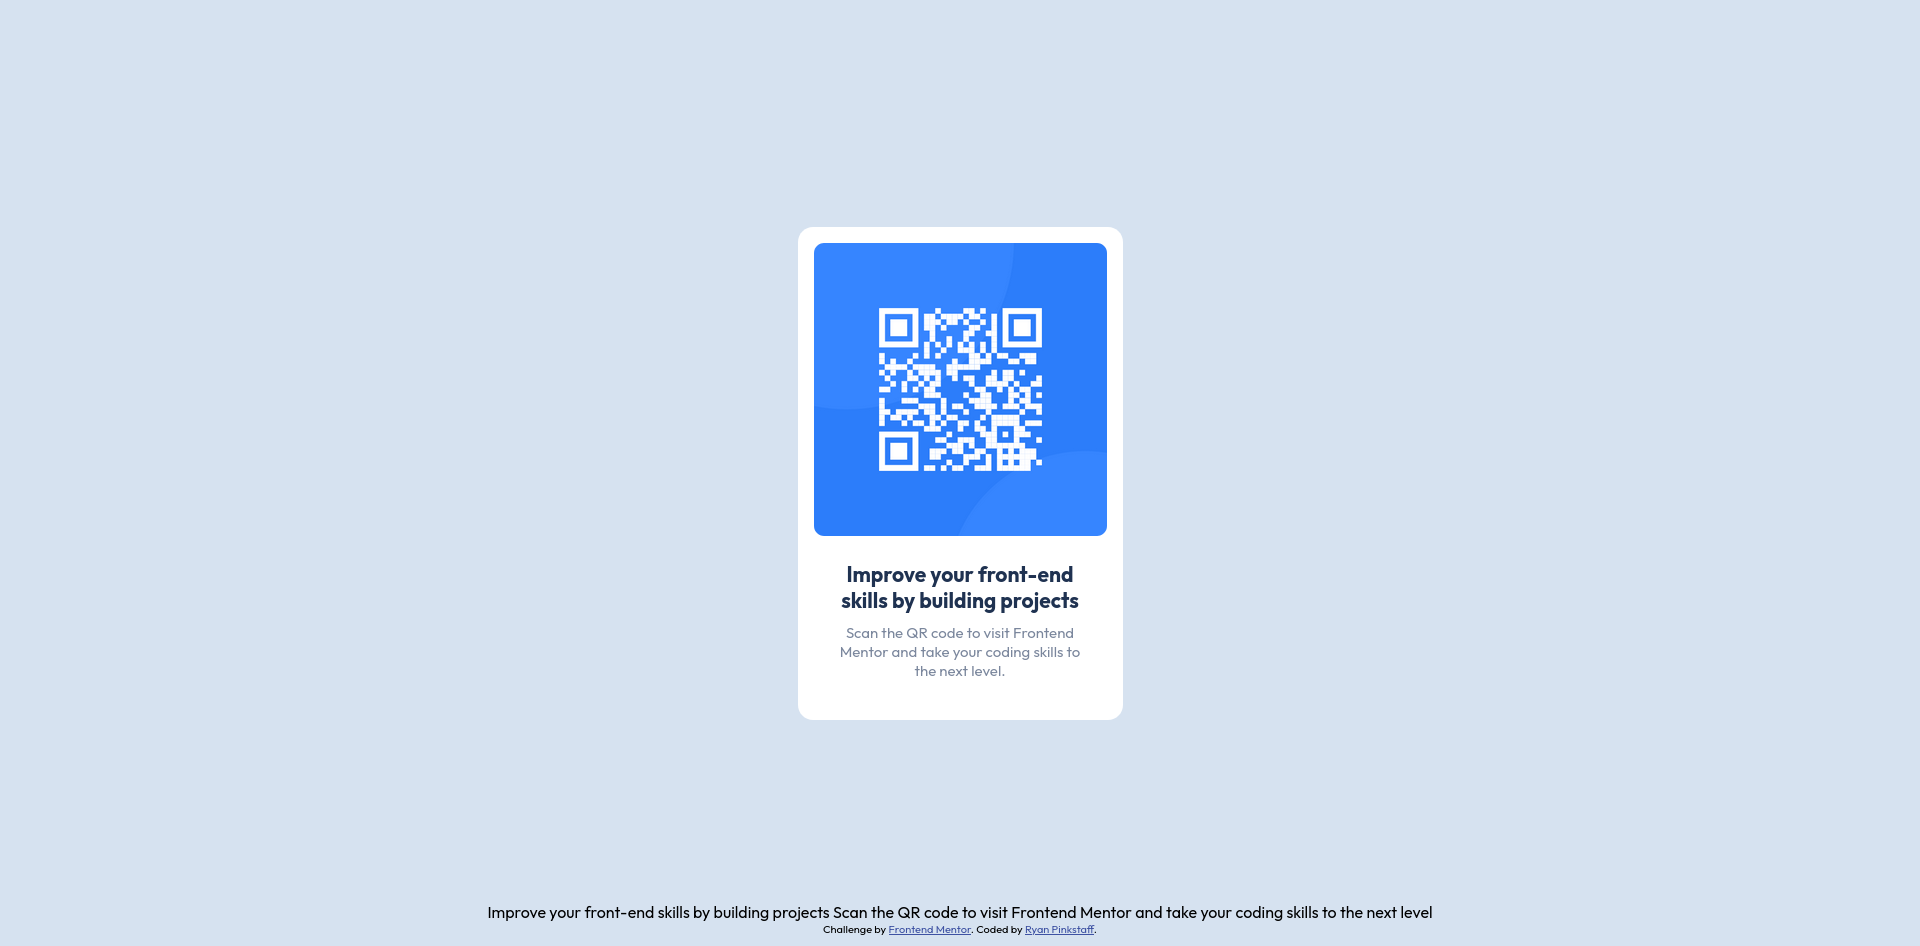 Improve your front-end
skills by building projects
Scan the QR code to visit Frontend
Mentor and take your coding skills to
the next level.
Improve your front-end skills by building projects Scan the QR code to visit Frontend Mentor and take your coding skills to the next level
Challenge by Frontend Mentor. Coded by Ryan Pinkstaff.